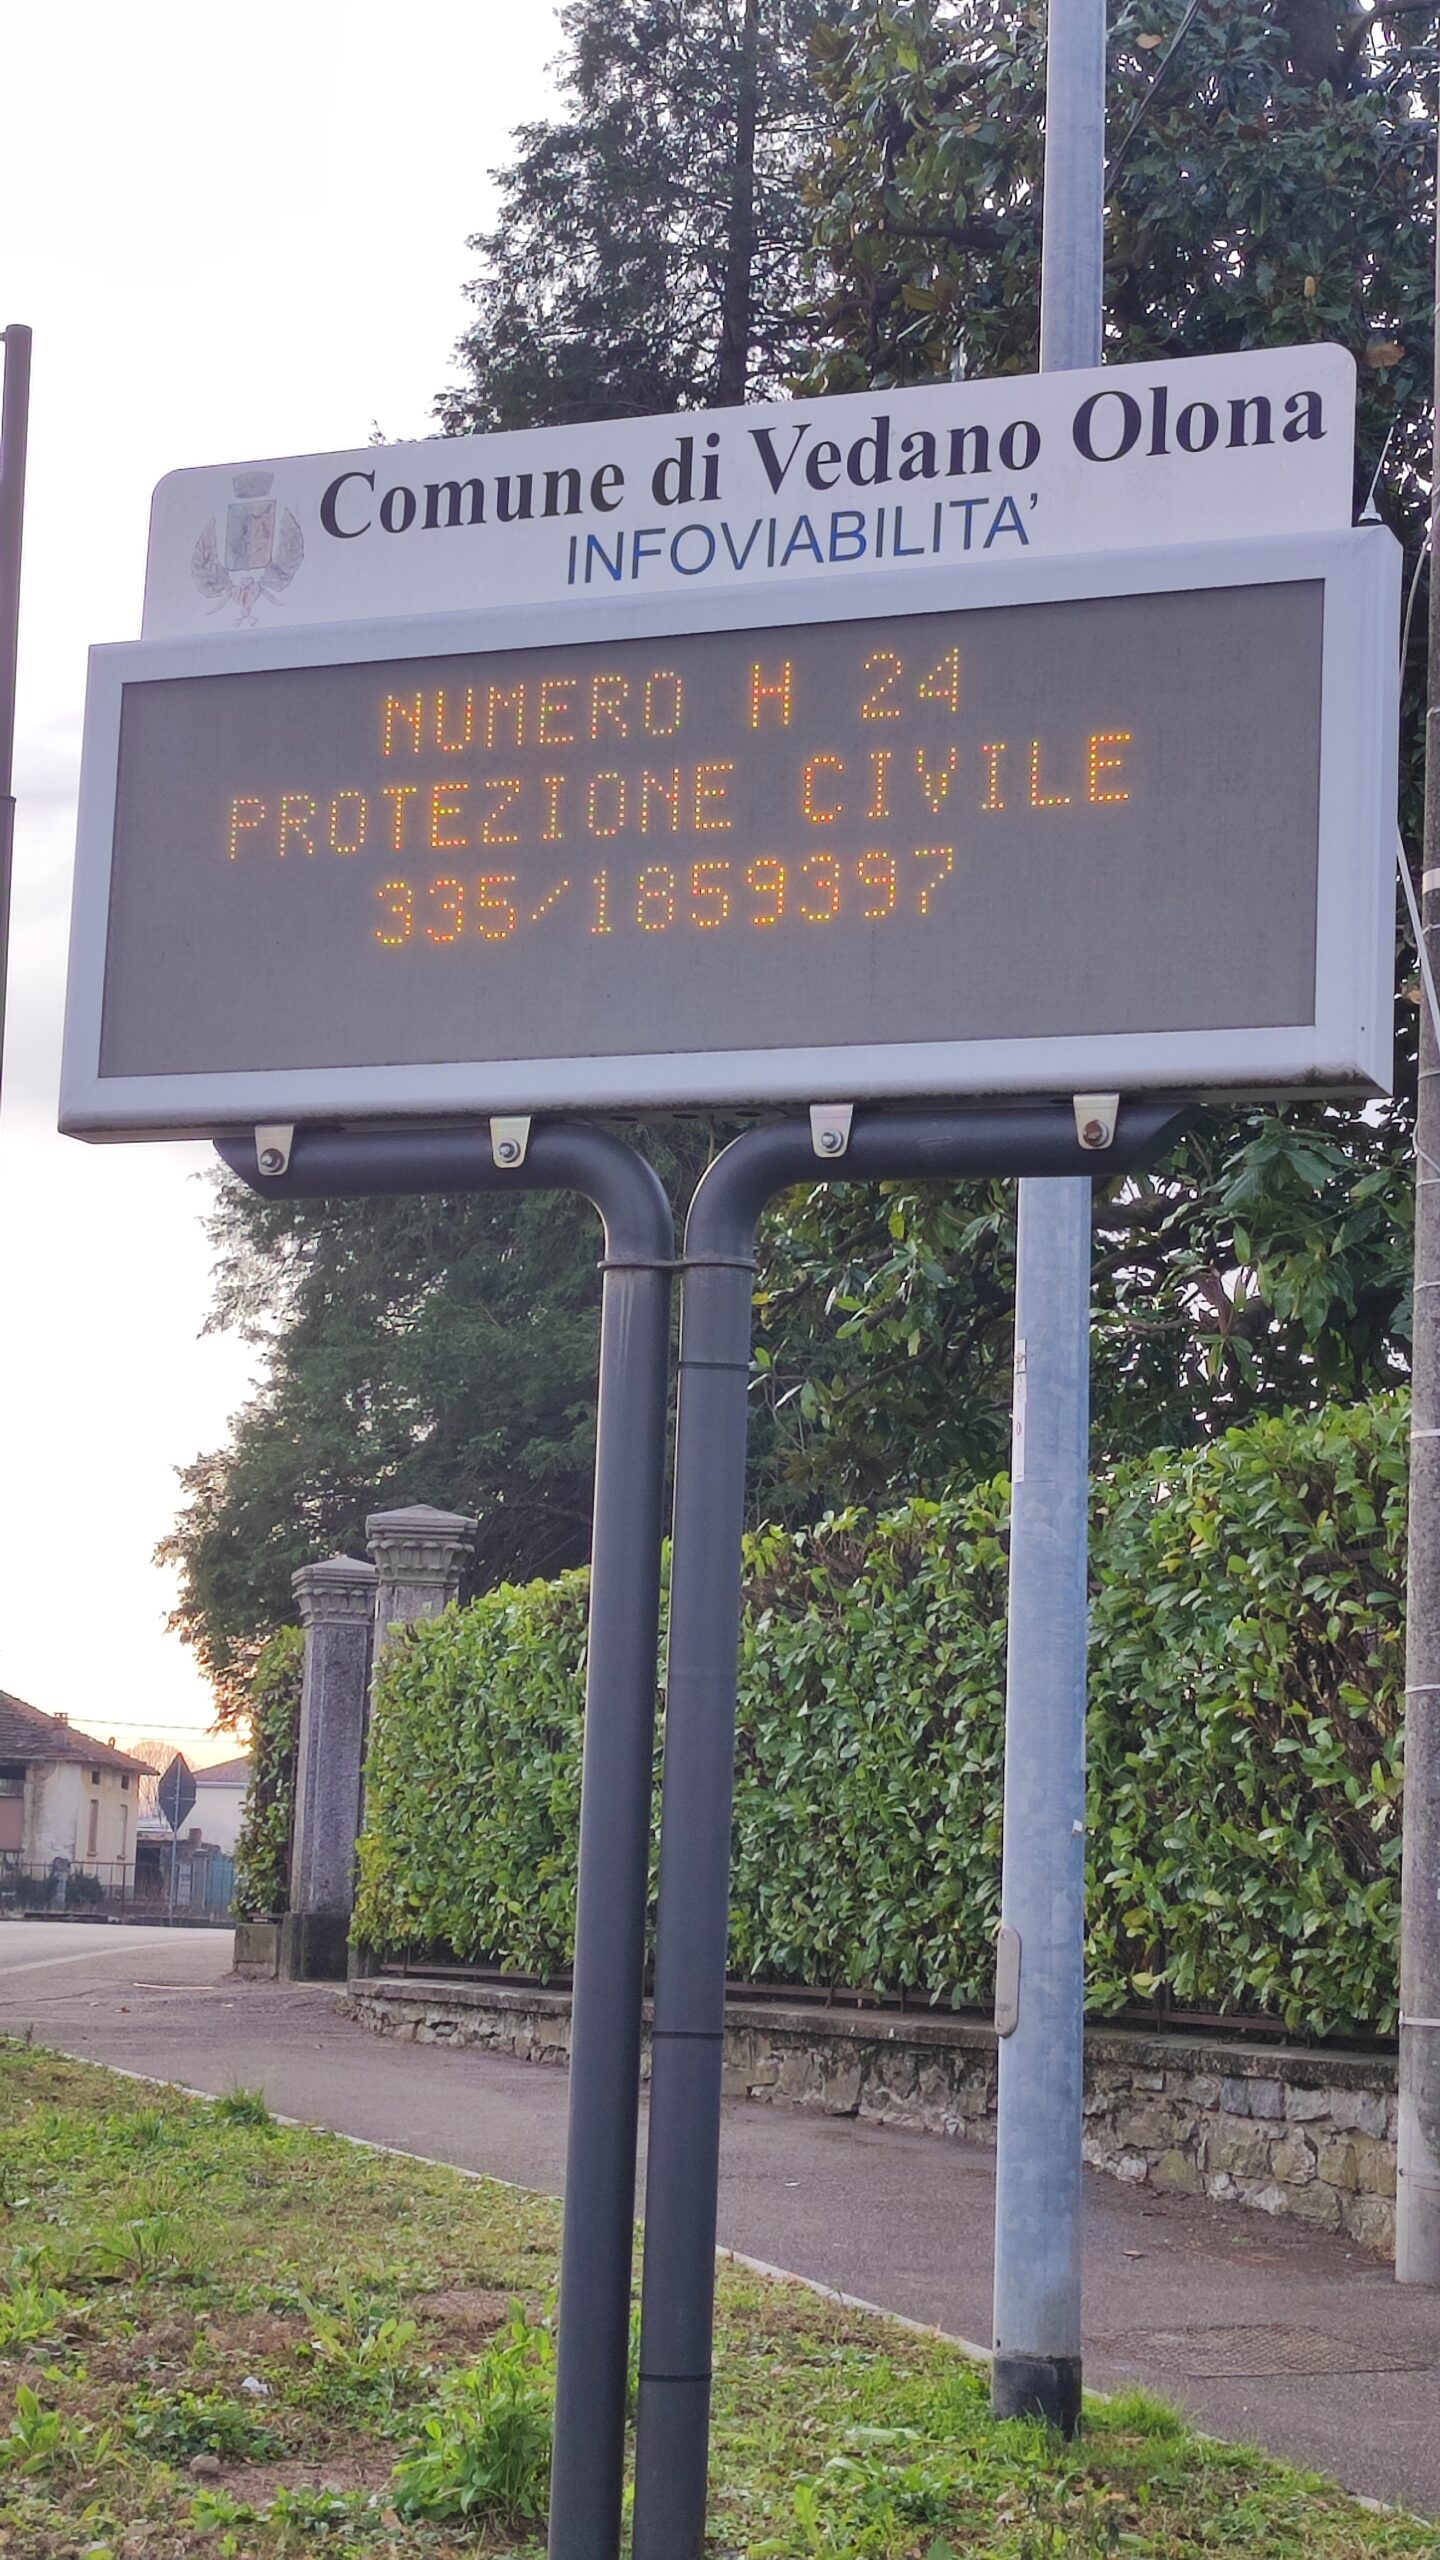 Comune di Vedano Olona
INFOVIABILITA'
NUMERO H 24
PROTEZIONE CIVILE
335/1859397